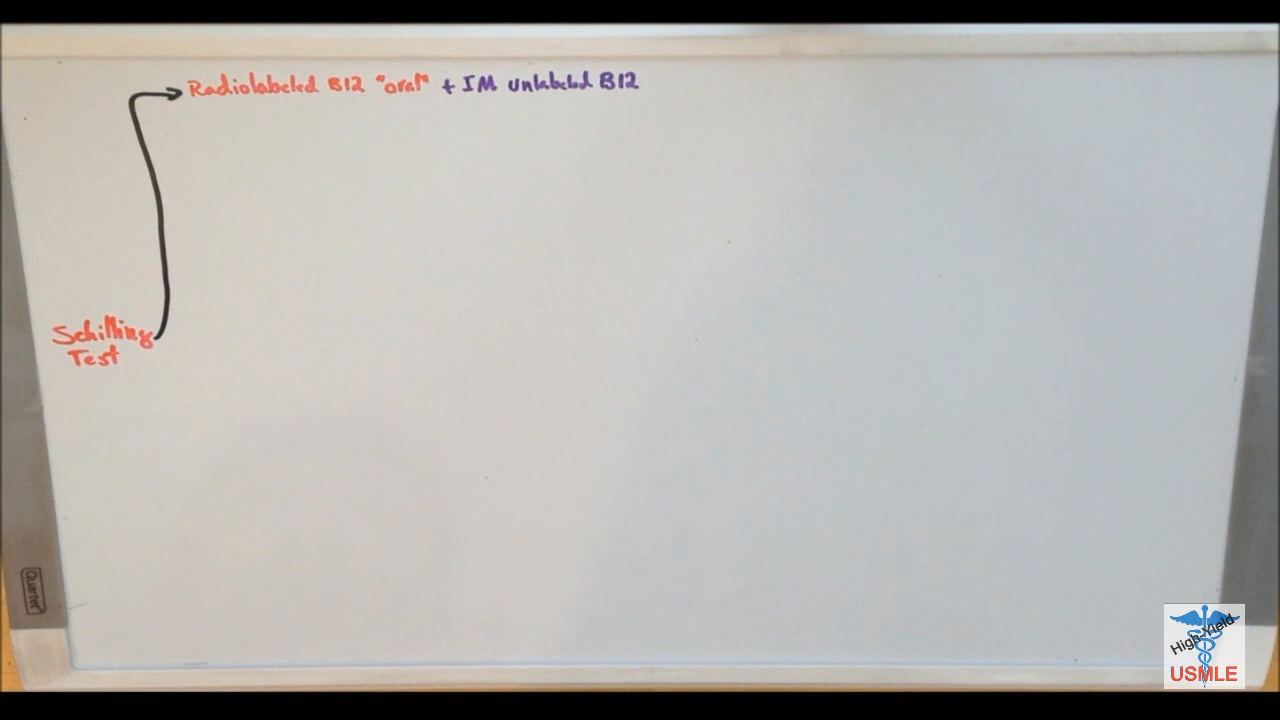 Radiolabeled B12 "oral" + IM unlabeled B12
Schilling
Test
Quartet
High-Yield
USMLE